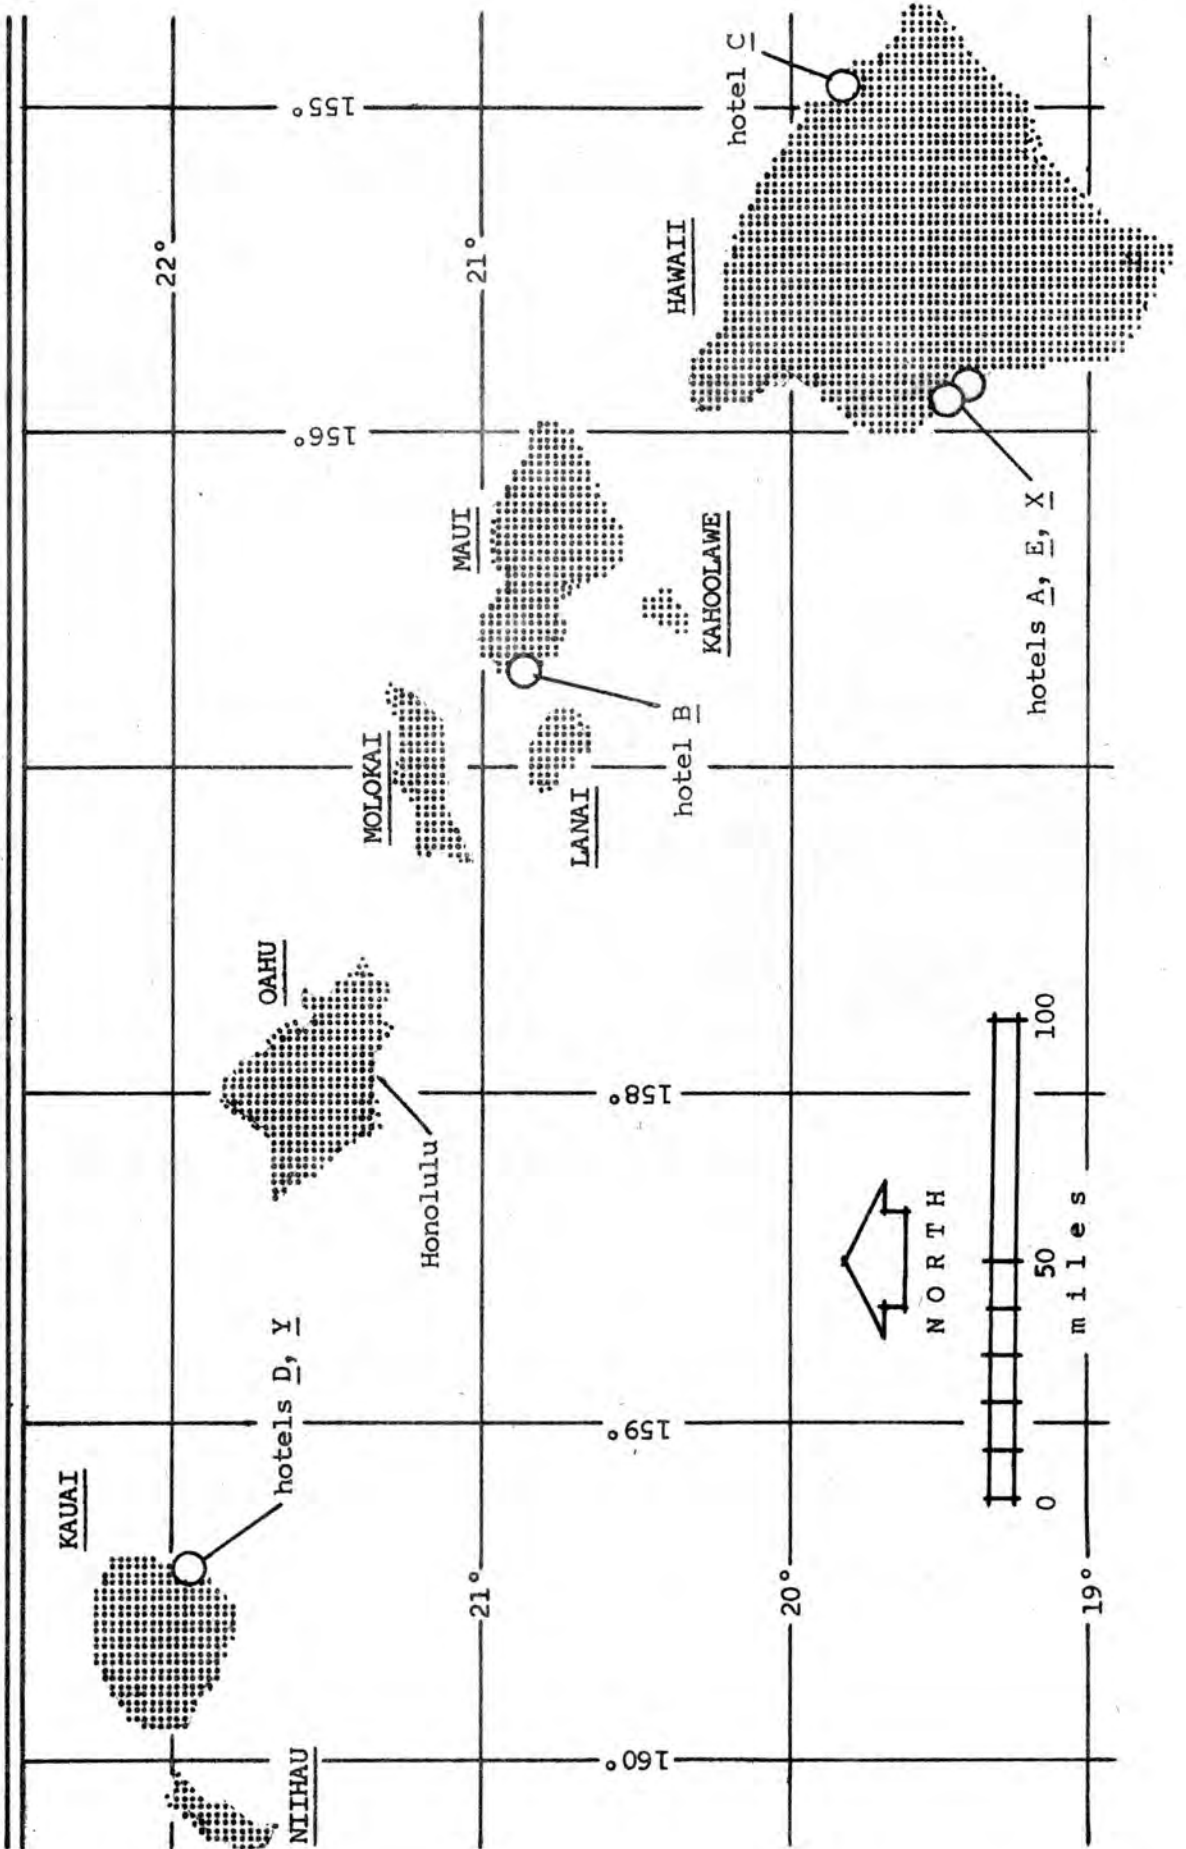 KAUAI
NIIHAU
hotels D, Y
OAHU
Honolulu
MOLOKAI
LANAI
MAUI
KAHOOLAWE
hotel B
HAWAII
hotel C
hotels A, E, X
22°
21°
21°
20°
19°
160°
159°
158°
156°
155°
NORTH
0 50 100
miles